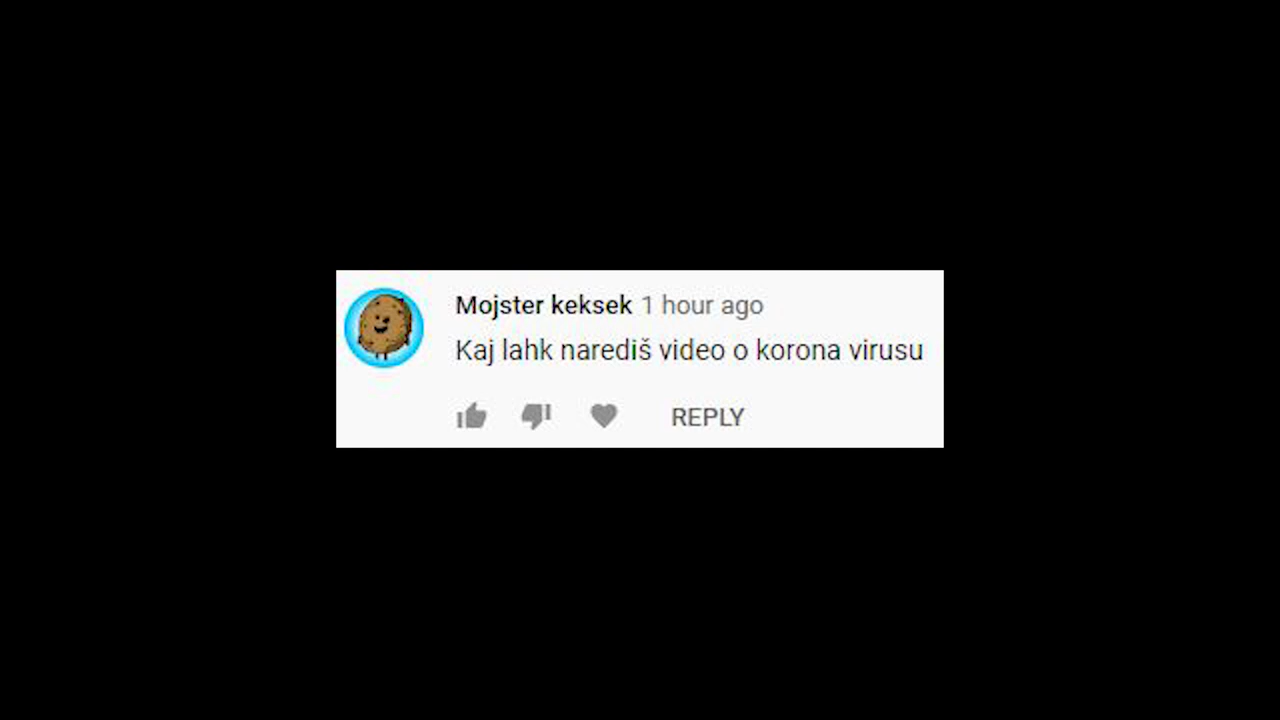 Mojster keksek 1 hour ago
Kaj lahk narediš video o korona virusu
REPLY